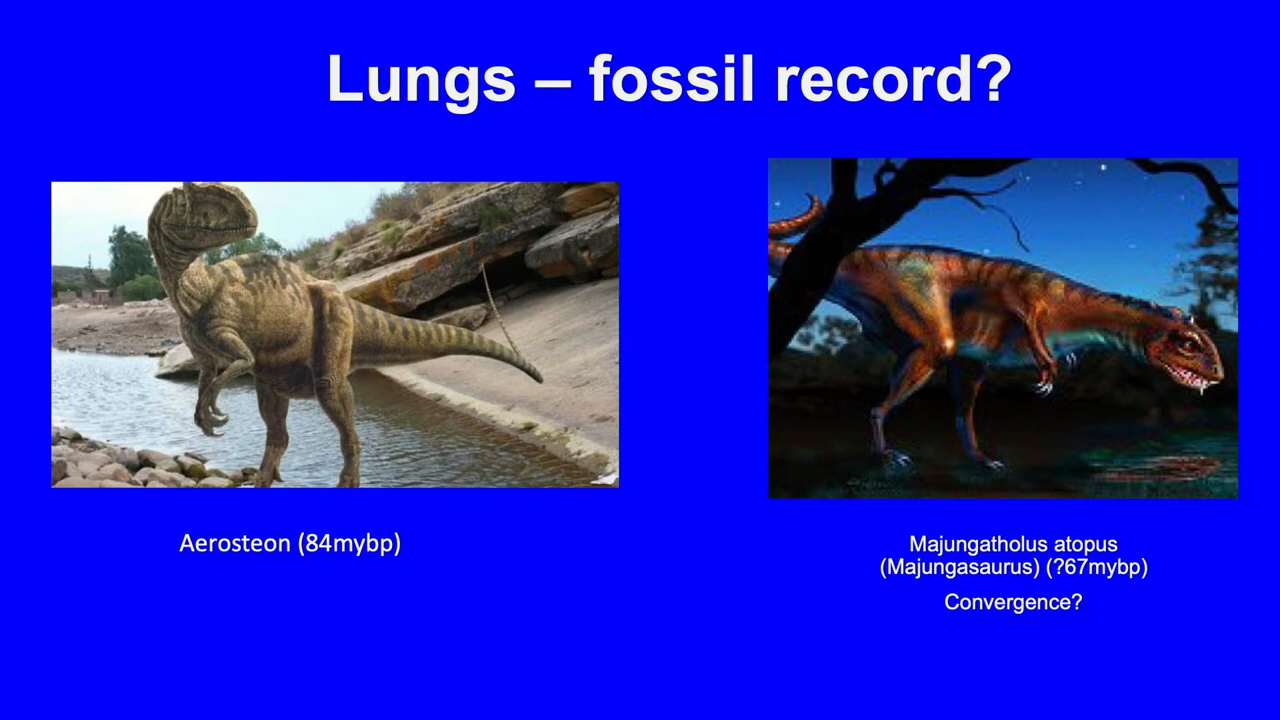 Lungs – fossil record?
Aerosteon (84mybp)
Majungatholus atopus
(Majungasaurus) (?67mybp)
Convergence?